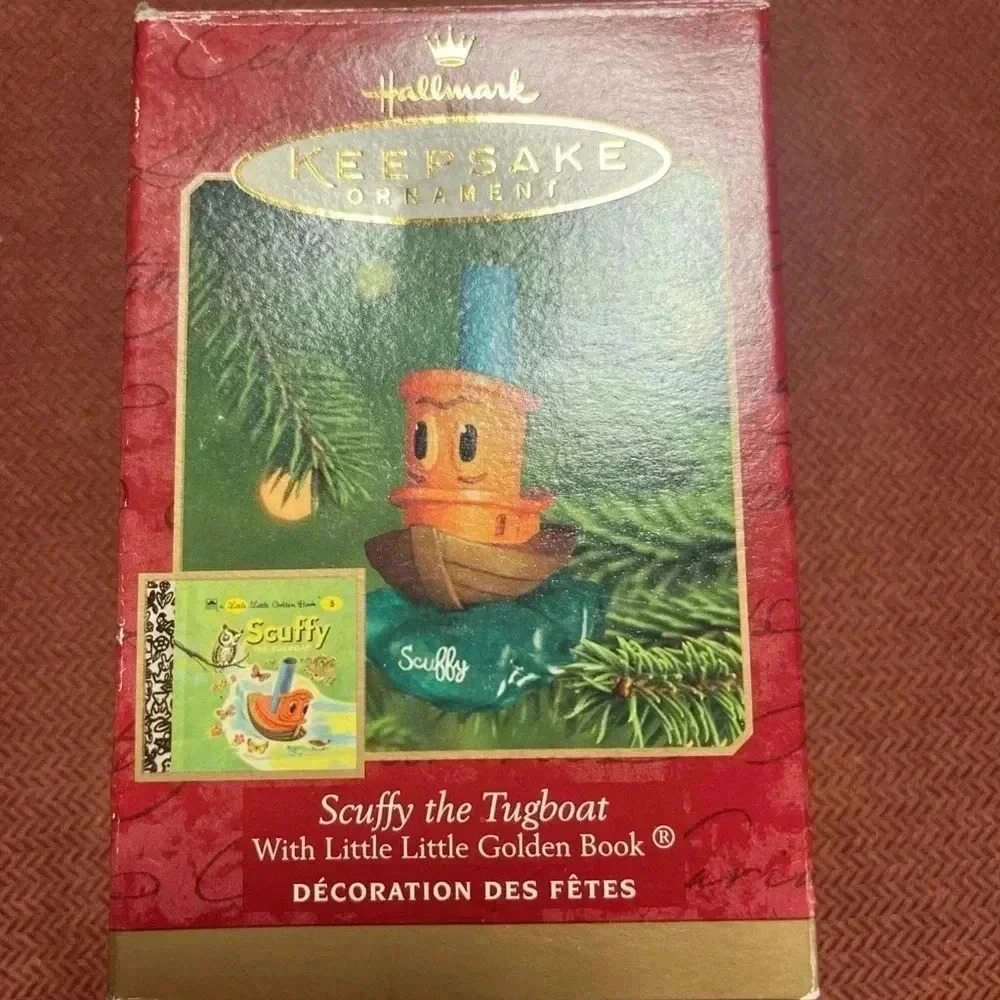 Hallmark
KEEPSAKE
ORNAMENT
Scuffy
a Little Little Golden Book 5
Scuffy
THE TUGBOAT
Scuffy the Tugboat
With Little Little Golden Book ®
DÉCORATION DES FÊTES